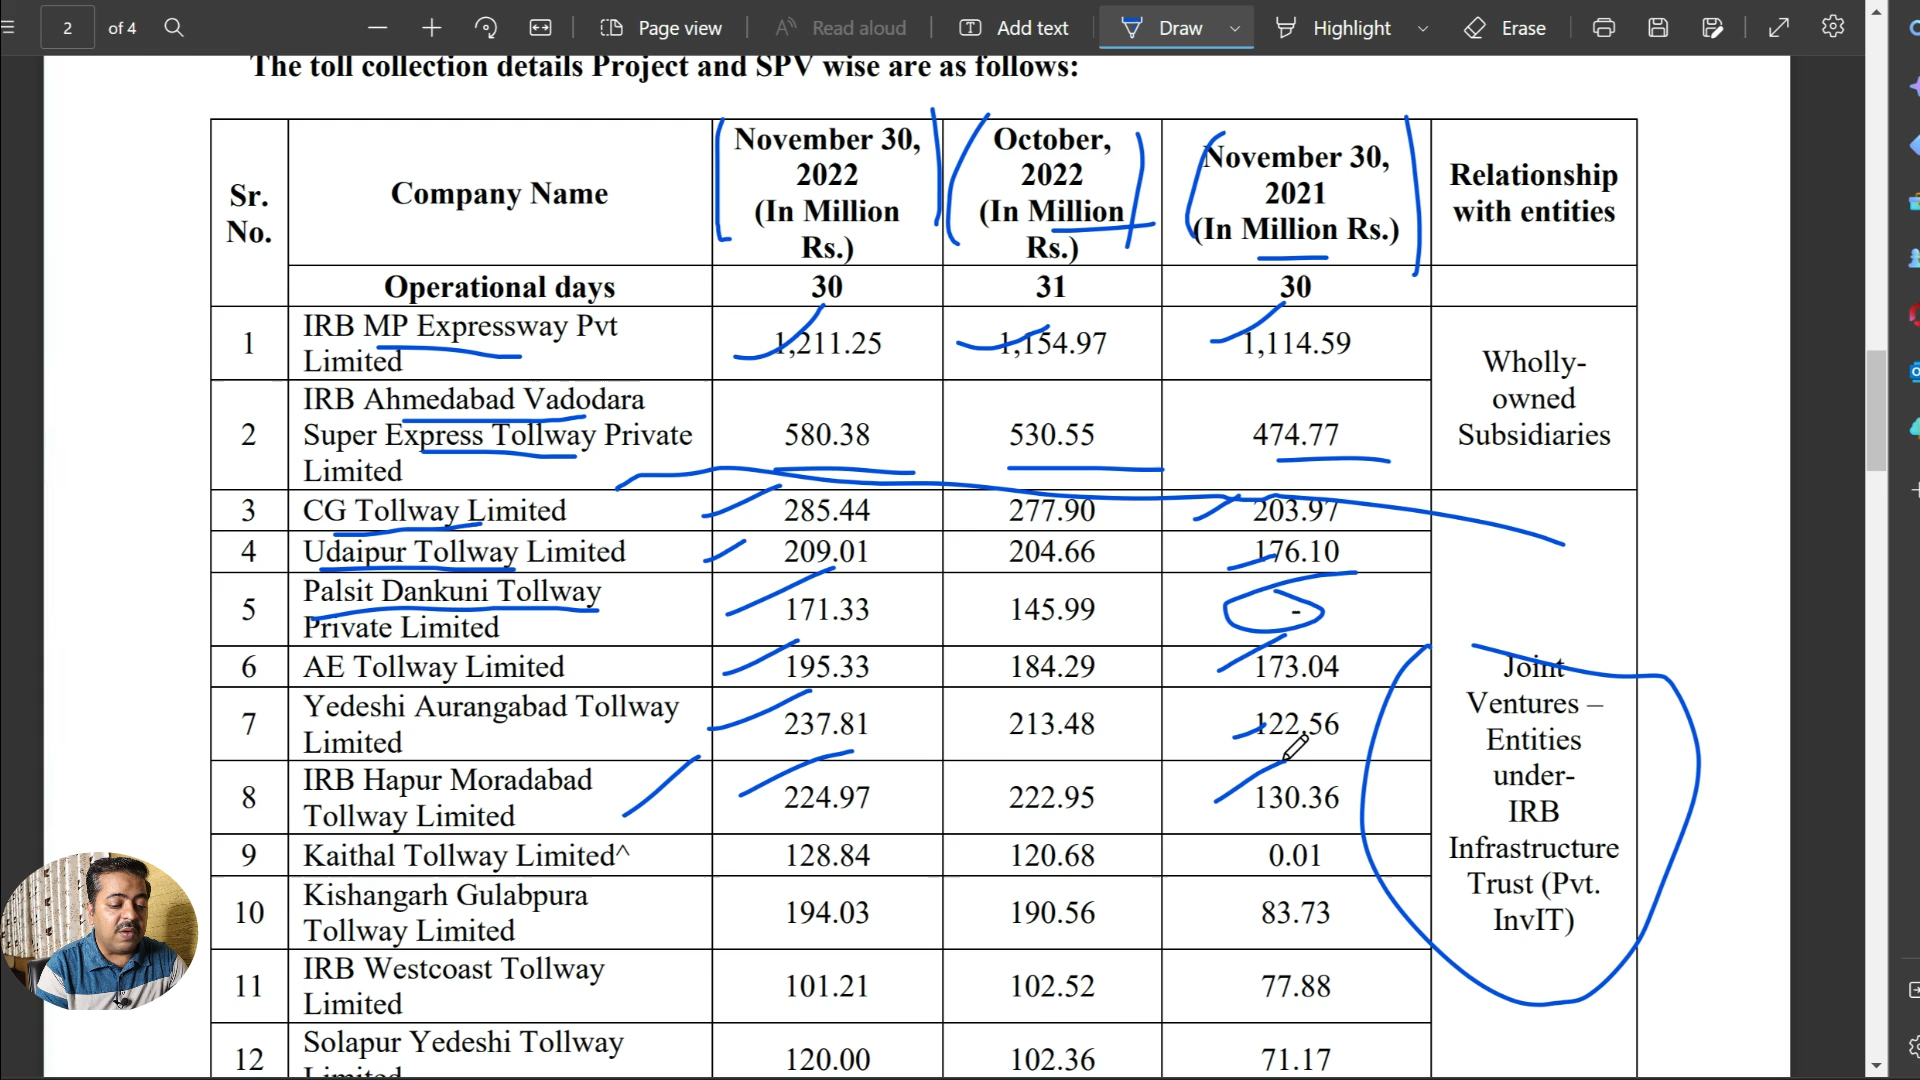 2 of 4 Page view Read aloud Add text Draw Highlight Erase
The toll collection details Project and SPV wise are as follows:
Sr. No. Company Name November 30, 2022 (In Million Rs.) October, 2022 (In Million Rs.) November 30, 2021 (In Million Rs.) Relationship with entities
Operational days 30 31 30
1 IRB MP Expressway Pvt Limited 1,211.25 1,154.97 1,114.59
Wholly-owned Subsidiaries
2 IRB Ahmedabad Vadodara Super Express Tollway Private Limited 580.38 530.55 474.77
3 CG Tollway Limited 285.44 277.90 203.97
4 Udaipur Tollway Limited 209.01 204.66 176.10
5 Palsit Dankuni Tollway Private Limited 171.33 145.99 -
6 AE Tollway Limited 195.33 184.29 173.04
Joint Ventures – Entities under- IRB Infrastructure Trust (Pvt. InvIT)
7 Yedeshi Aurangabad Tollway Limited 237.81 213.48 122.56
8 IRB Hapur Moradabad Tollway Limited 224.97 222.95 130.36
9 Kaithal Tollway Limited^ 128.84 120.68 0.01
10 Kishangarh Gulabpura Tollway Limited 194.03 190.56 83.73
11 IRB Westcoast Tollway Limited 101.21 102.52 77.88
12 Solapur Yedeshi Tollway Limited 120.00 102.36 71.17